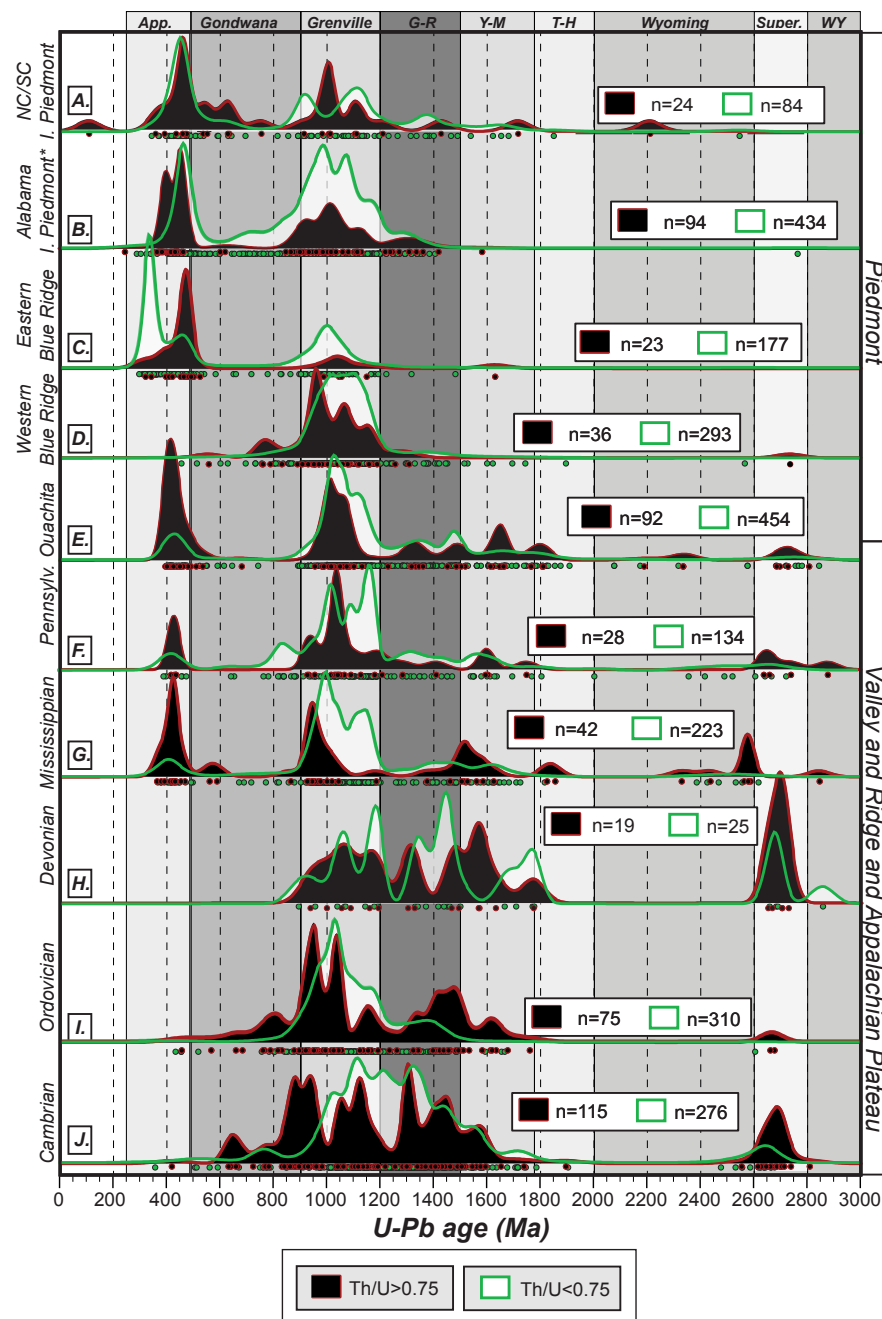 App. Gondwana Grenville G-R Y-M T-H Wyoming Super. WY
NC/SC
I. Piedmont
A.
n=24 n=84
Alabama
I. Piedmont*
B.
n=94 n=434
Eastern
Blue Ridge
C.
n=23 n=177
Western
Blue Ridge
D.
n=36 n=293
Ouachita
E.
n=92 n=454
Pennsylv.
F.
n=28 n=134
Mississippian
G.
n=42 n=223
Devonian
H.
n=19 n=25
Ordovician
I.
n=75 n=310
Cambrian
J.
n=115 n=276
Piedmont
Valley and Ridge and Appalachian Plateau
0 200 400 600 800 1000 1200 1400 1600 1800 2000 2200 2400 2600 2800 3000
U-Pb age (Ma)
Th/U>0.75 Th/U<0.75